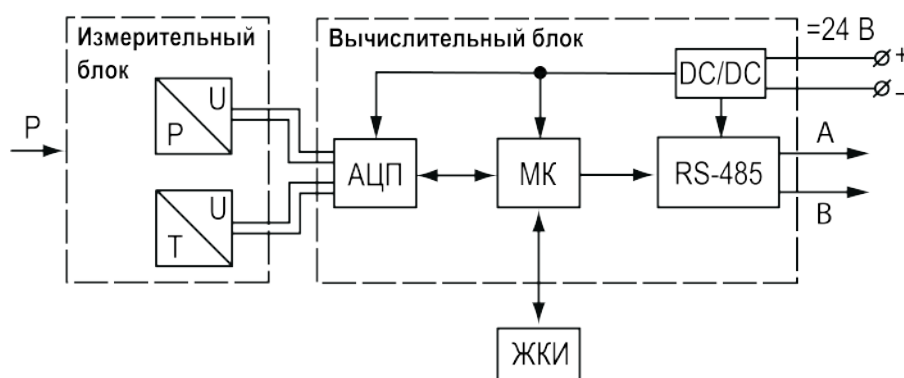 Измерительный
блок
Вычислительный блок
=24 В
+
–
DC/DC
P
U
P
U
T
АЦП
МК
RS-485
A
B
ЖКИ